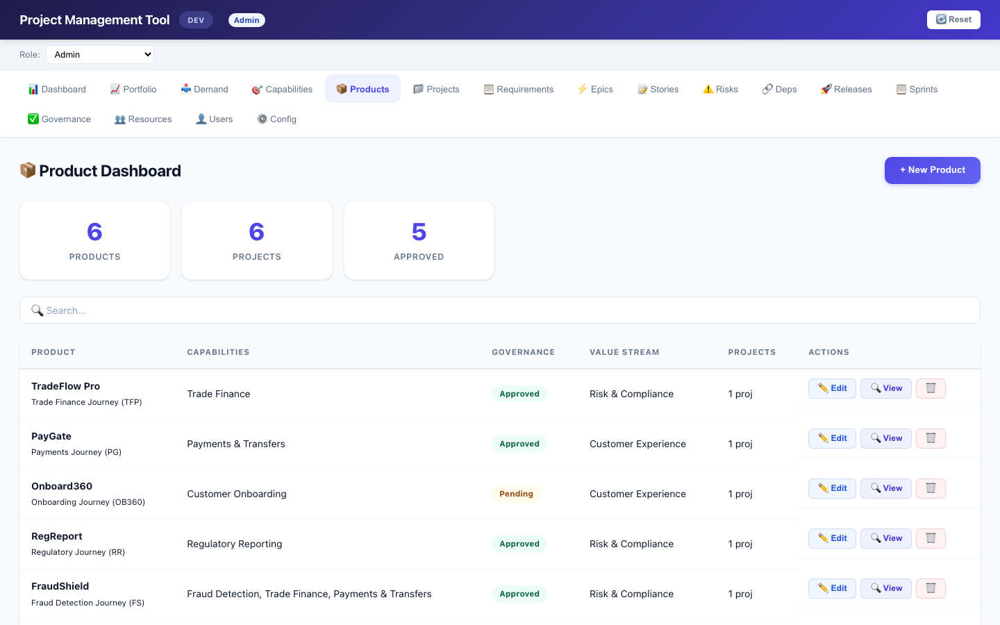 Project Management Tool DEV Admin Reset
Role: Admin
Dashboard Portfolio Demand Capabilities Products Projects Requirements Epics Stories Risks Deps Releases Sprints
Governance Resources Users Config
Product Dashboard + New Product
6 6 5
PRODUCTS PROJECTS APPROVED
Search...
PRODUCT CAPABILITIES GOVERNANCE VALUE STREAM PROJECTS ACTIONS
TradeFlow Pro
Trade Finance Journey (TFP) Trade Finance Approved Risk & Compliance 1 proj Edit View
PayGate
Payments Journey (PG) Payments & Transfers Approved Customer Experience 1 proj Edit View
Onboard360
Onboarding Journey (OB360) Customer Onboarding Pending Customer Experience 1 proj Edit View
RegReport
Regulatory Journey (RR) Regulatory Reporting Approved Risk & Compliance 1 proj Edit View
FraudShield
Fraud Detection Journey (FS) Fraud Detection, Trade Finance, Payments & Transfers Approved Risk & Compliance 1 proj Edit View